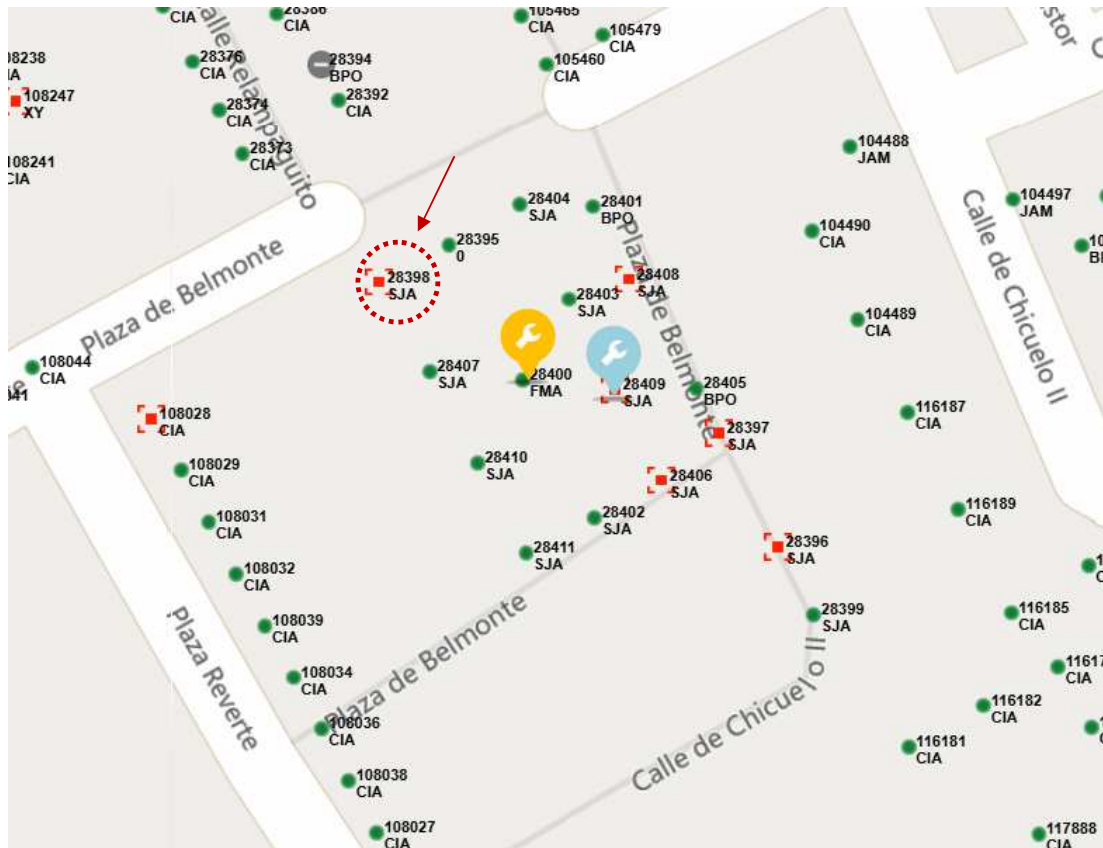 CIA
28386
CIA
105465
CIA
105479
CIA
28376
CIA
28394
BPO
105460
CIA
108247
XY
28374
CIA
28392
CIA
28373
CIA
104488
JAM
28404
SJA
28401
BPO
104497
JAM
28395
0
104490
CIA
28398
SJA
28408
SJA
28403
SJA
104489
CIA
108044
CIA
28407
SJA
28400
FMA
28409
SJA
28405
BPO
108028
CIA
116187
CIA
28397
SJA
28410
SJA
108029
CIA
28406
SJA
116189
CIA
28402
SJA
108031
CIA
28396
SJA
28411
SJA
108032
CIA
28399
SJA
116185
CIA
108039
CIA
108034
CIA
116182
CIA
108036
CIA
116181
CIA
108038
CIA
108027
CIA
117888
CIA
Calle Relampaguito
Plaza de Belmonte
Plaza de Belmonte
Plaza de Belmonte
Plaza Reverte
Calle de Chicuelo II
Calle de Chicuelo II